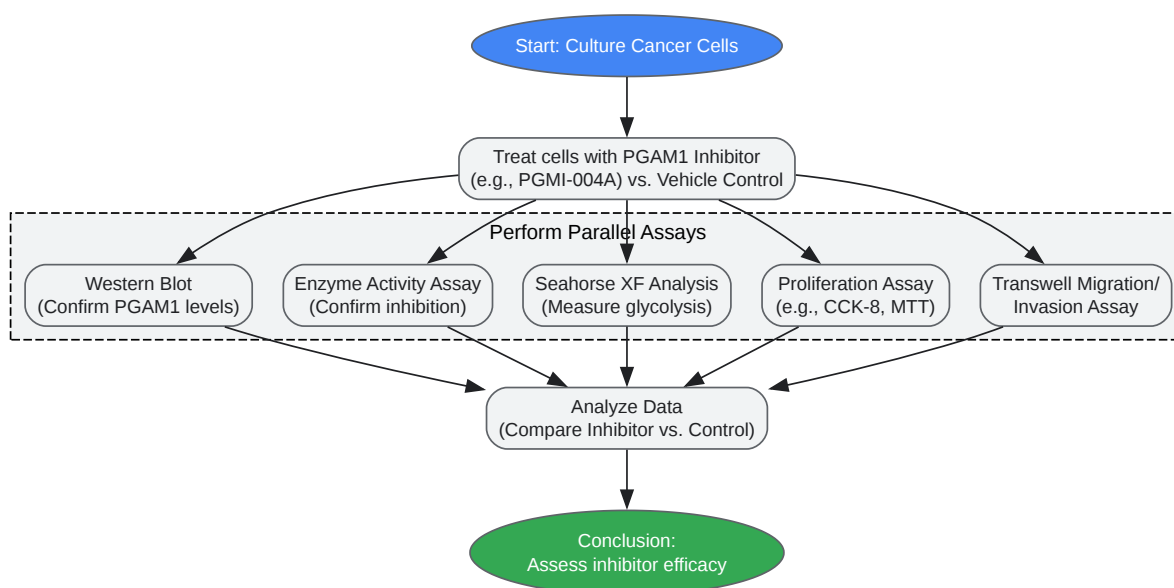 Start: Culture Cancer Cells
Treat cells with PGAM1 Inhibitor
(e.g., PGMI-004A) vs. Vehicle Control
Perform Parallel Assays
Western Blot
(Confirm PGAM1 levels)
Enzyme Activity Assay
(Confirm inhibition)
Seahorse XF Analysis
(Measure glycolysis)
Proliferation Assay
(e.g., CCK-8, MTT)
Transwell Migration/
Invasion Assay
Analyze Data
(Compare Inhibitor vs. Control)
Conclusion:
Assess inhibitor efficacy